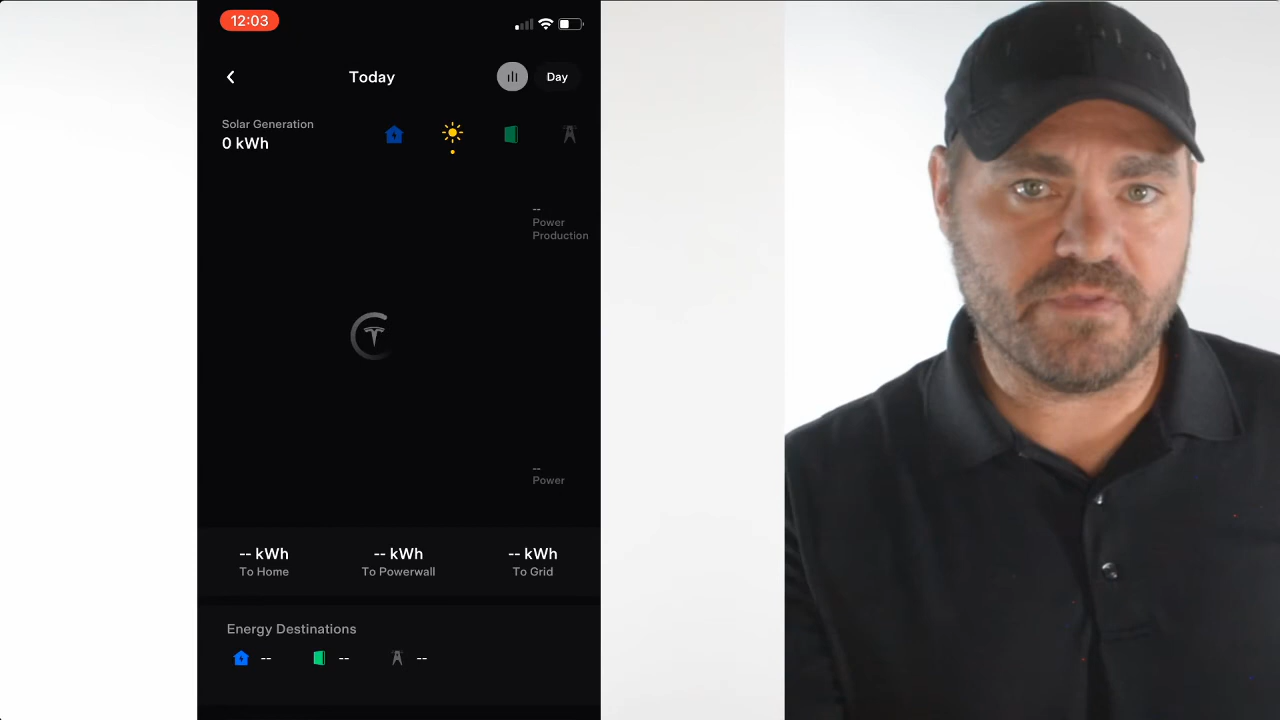 12:03
Today
Day
Solar Generation
0 kWh
--
Power
Production
--
Power
-- kWh
To Home
-- kWh
To Powerwall
-- kWh
To Grid
Energy Destinations
--
--
--